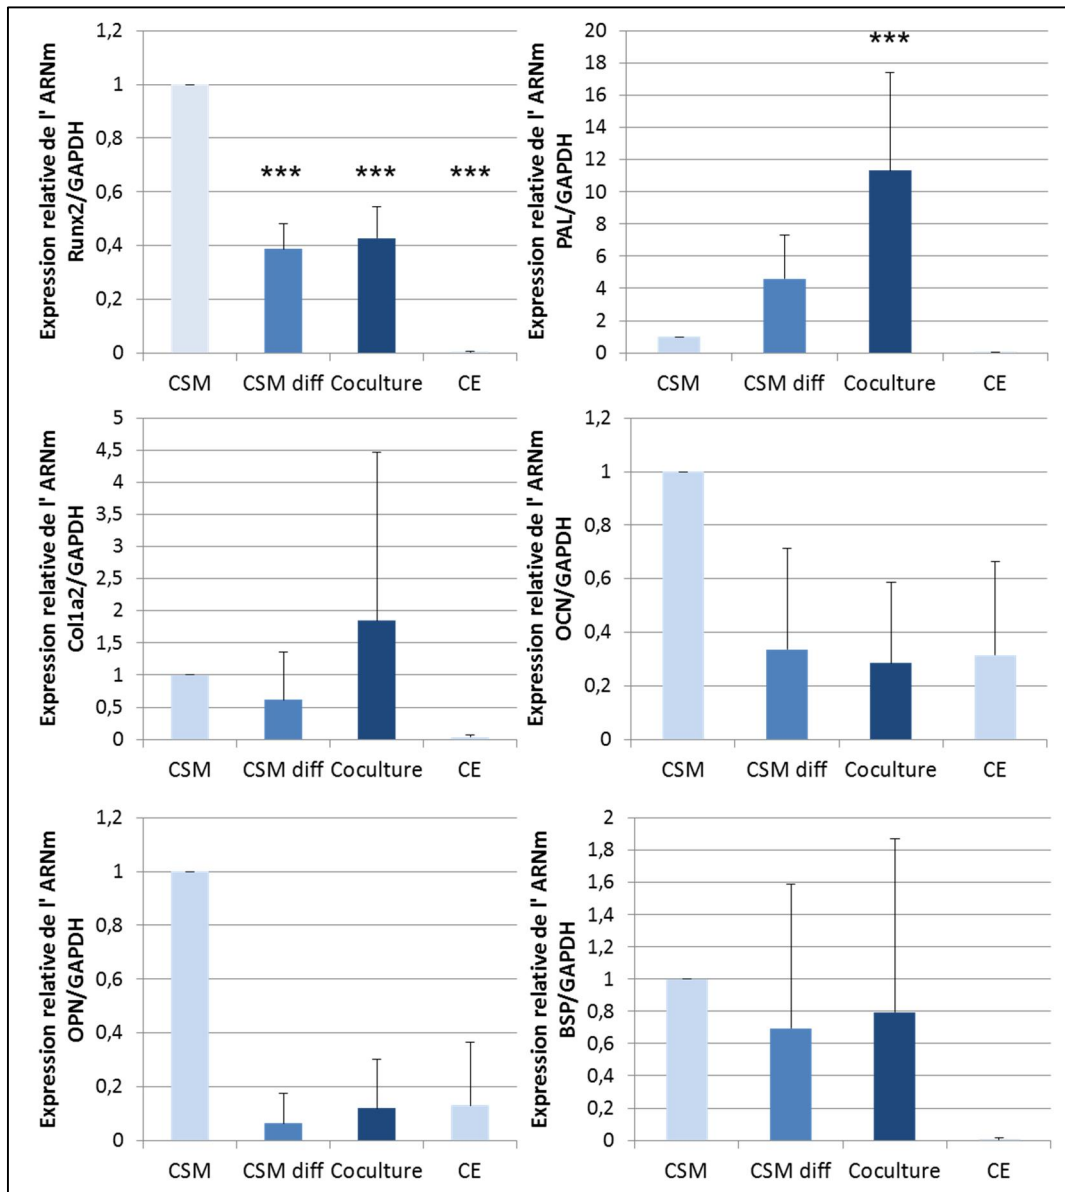 Expression relative de l' ARNm
Runx2/GAPDH
1,2
1
0,8
0,6
0,4
0,2
0
*** *** ***
CSM CSM diff Coculture CE
Expression relative de l' ARNm
PAL/GAPDH
20
18
16
14
12
10
8
6
4
2
0
***
CSM CSM diff Coculture CE
Expression relative de l' ARNm
Col1a2/GAPDH
5
4,5
4
3,5
3
2,5
2
1,5
1
0,5
0
CSM CSM diff Coculture CE
Expression relative de l' ARNm
OCN/GAPDH
1,2
1
0,8
0,6
0,4
0,2
0
CSM CSM diff Coculture CE
Expression relative de l' ARNm
OPN/GAPDH
1,2
1
0,8
0,6
0,4
0,2
0
CSM CSM diff Coculture CE
Expression relative de l' ARNm
BSP/GAPDH
2
1,8
1,6
1,4
1,2
1
0,8
0,6
0,4
0,2
0
CSM CSM diff Coculture CE